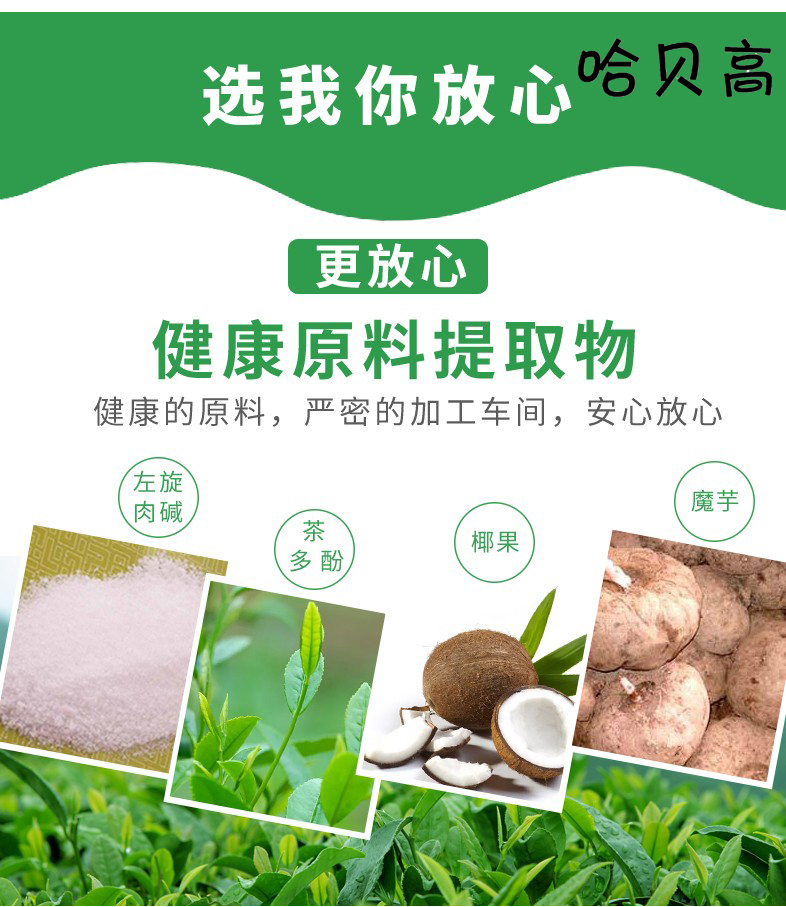 选我你放心
哈贝高
更放心
健康原料提取物
健康的原料，严密的加工车间，安心放心
左旋
肉碱
茶
多酚
椰果
魔芋